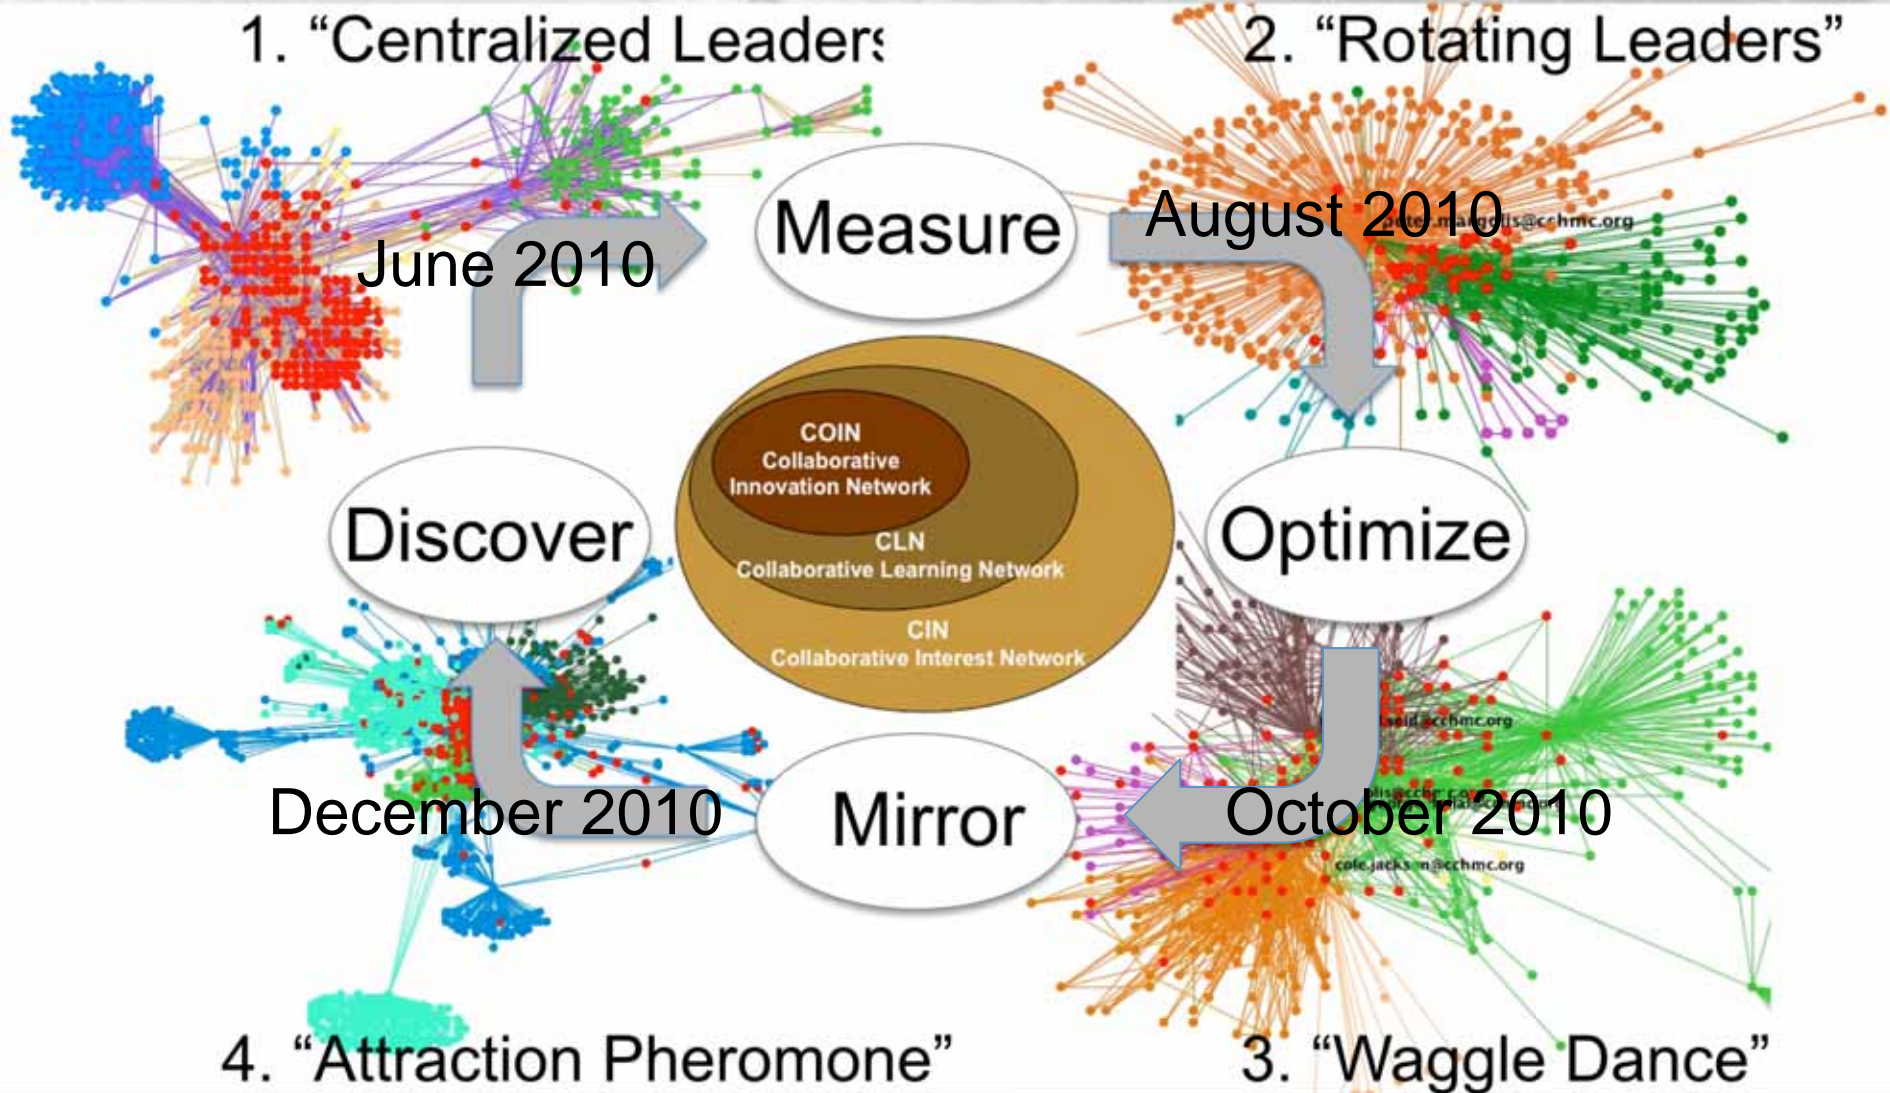 1. “Centralized Leaders
2. “Rotating Leaders”
June 2010
Measure
August 2010
COIN
Collaborative
Innovation Network
CLN
Collaborative Learning Network
CIN
Collaborative Interest Network
Discover
Optimize
December 2010
Mirror
October 2010
4. “Attraction Pheromone”
3. “Waggle Dance”